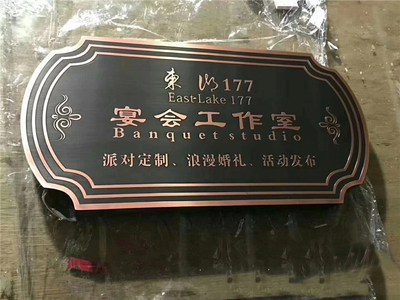 東湖177
East·Lake 177
宴会工作室
Banquet studio
派对定制、浪漫婚礼、活动发布